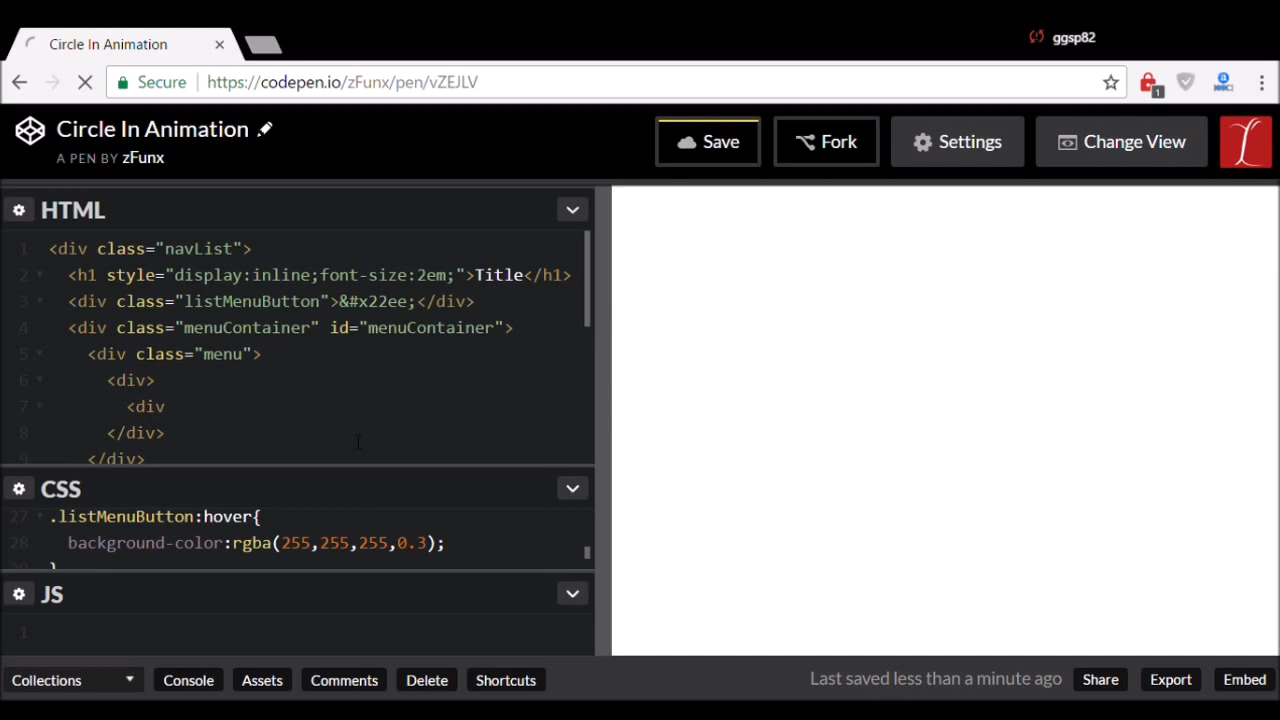 Circle In Animation
ggsp82
Secure https://codepen.io/zFunx/pen/vZEJLV
1
Circle In Animation
A PEN BY zFunx
Save
Fork
Settings
Change View
HTML
1 <div class="navList">
2 <h1 style="display:inline;font-size:2em;">Title</h1>
3 <div class="listMenuButton">&#x22ee;</div>
4 <div class="menuContainer" id="menuContainer">
5 <div class="menu">
6 <div>
7 <div
8 </div>
9 </div>
CSS
27 .listMenuButton:hover{
28 background-color:rgba(255,255,255,0.3);
29 }
JS
1
Collections
Console
Assets
Comments
Delete
Shortcuts
Last saved less than a minute ago
Share
Export
Embed